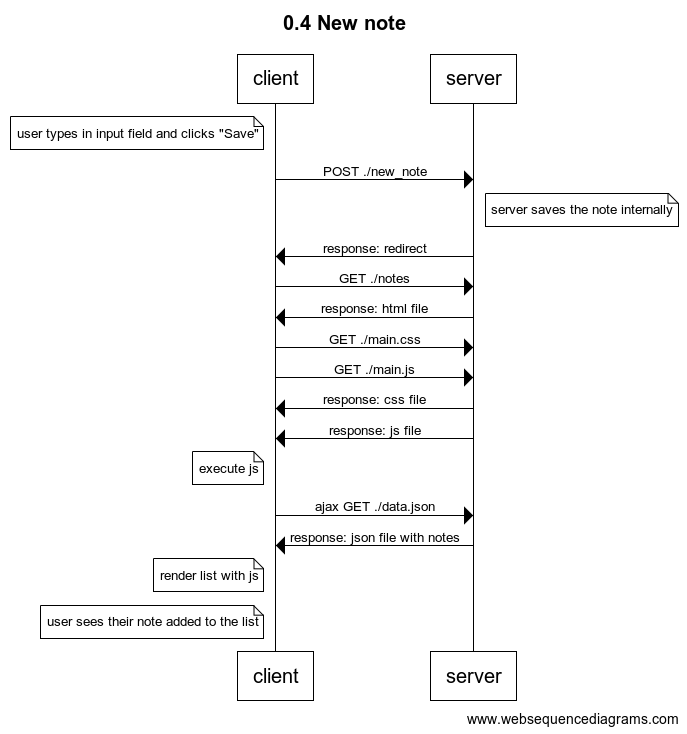 0.4 New note
client
server
user types in input field and clicks "Save"
POST ./new_note
server saves the note internally
response: redirect
GET ./notes
response: html file
GET ./main.css
GET ./main.js
response: css file
response: js file
execute js
ajax GET ./data.json
response: json file with notes
render list with js
user sees their note added to the list
client
server
www.websequencediagrams.com